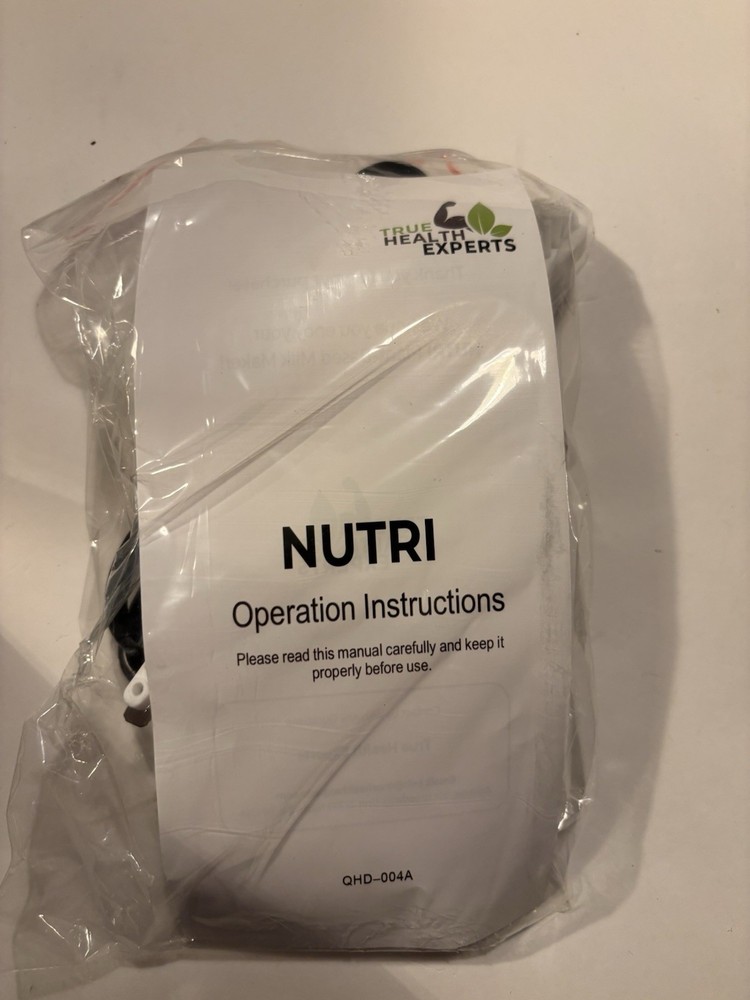 TRUE
HEALTH
EXPERTS
NUTRI
Operation Instructions
Please read this manual carefully and keep it
properly before use.
QHD-004A